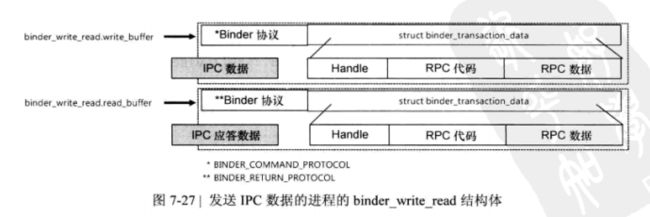 binder_write_read.write_buffer *Binder 协议 struct binder_transaction_data
IPC 数据 Handle RPC 代码 RPC 数据
binder_write_read.read_buffer **Binder 协议 struct binder_transaction_data
IPC 应答数据 Handle RPC 代码 RPC 数据
* BINDER_COMMAND_PROTOCOL
** BINDER_RETURN_PROTOCOL
图 7-27 | 发送 IPC 数据的进程的 binder_write_read 结构体